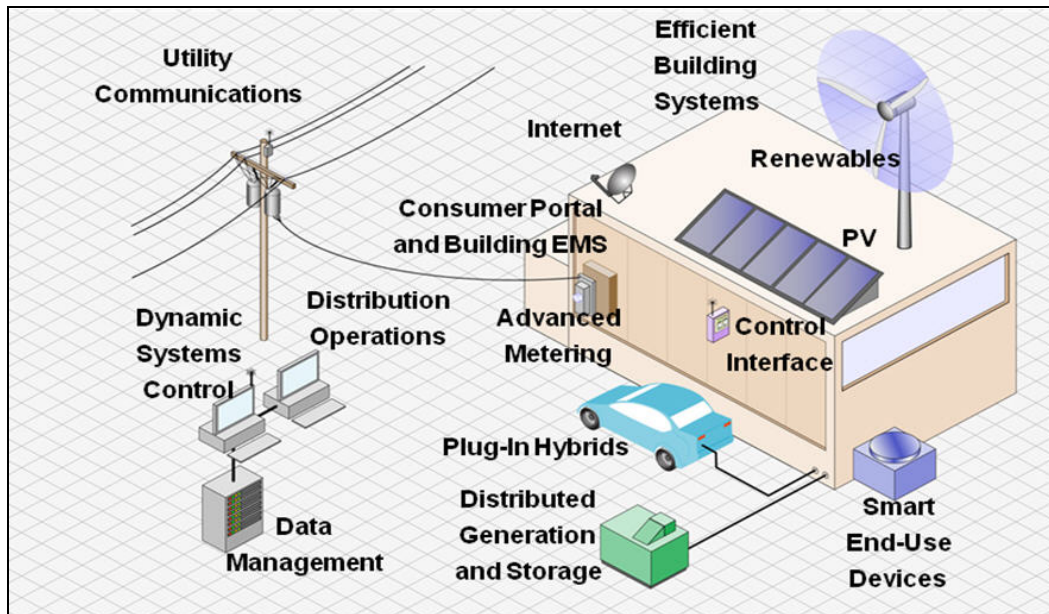 Utility
Communications
Efficient
Building
Systems
Internet
Renewables
Consumer Portal
and Building EMS
PV
Dynamic
Systems
Control
Distribution
Operations
Advanced
Metering
Control
Interface
Plug-In Hybrids
Distributed
Generation
and Storage
Smart
End-Use
Devices
Data
Management